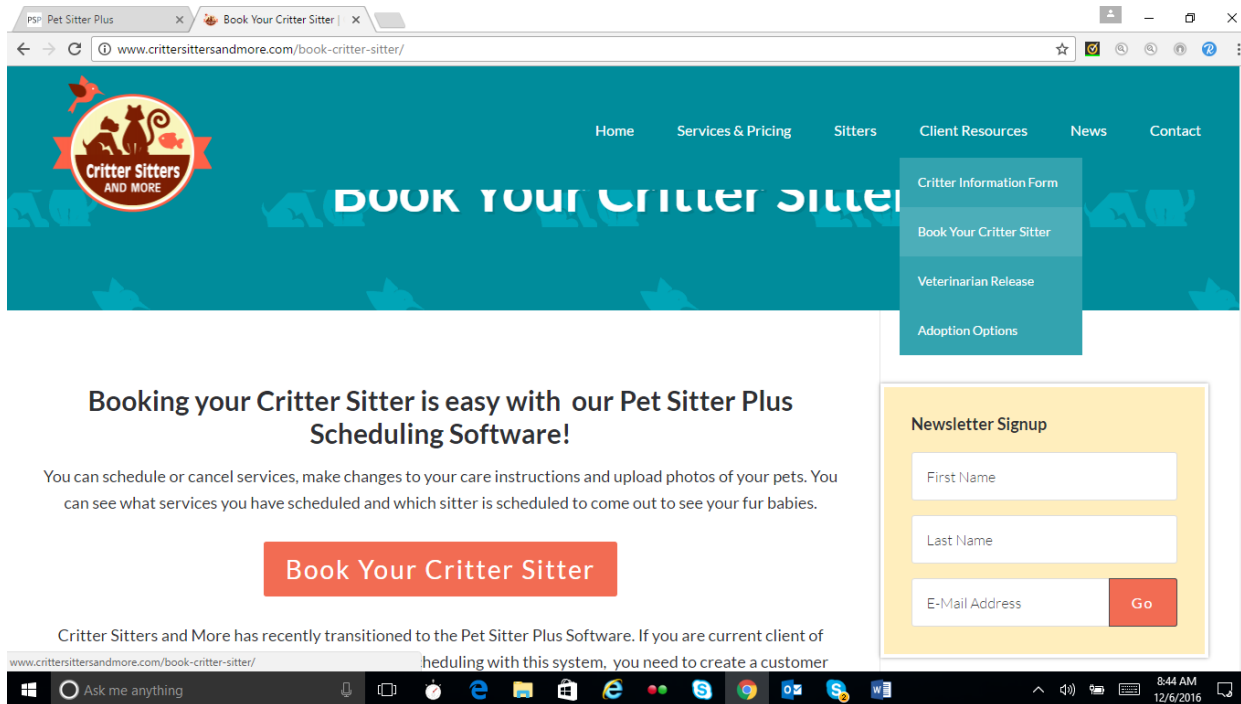 PSP Pet Sitter Plus
Book Your Critter Sitter |
www.crittersittersandmore.com/book-critter-sitter/
Critter Sitters
AND MORE
Home Services & Pricing Sitters Client Resources News Contact
Critter Information Form
Book Your Critter Sitter
Book Your Critter Sitter
Veterinarian Release
Adoption Options
Booking your Critter Sitter is easy with our Pet Sitter Plus
Scheduling Software!
You can schedule or cancel services, make changes to your care instructions and upload photos of your pets. You
can see what services you have scheduled and which sitter is scheduled to come out to see your fur babies.
Book Your Critter Sitter
Critter Sitters and More has recently transitioned to the Pet Sitter Plus Software. If you are current client of
heduling with this system, you need to create a customer
Newsletter Signup
First Name
Last Name
E-Mail Address Go
www.crittersittersandmore.com/book-critter-sitter/
Ask me anything
8:44 AM
12/6/2016